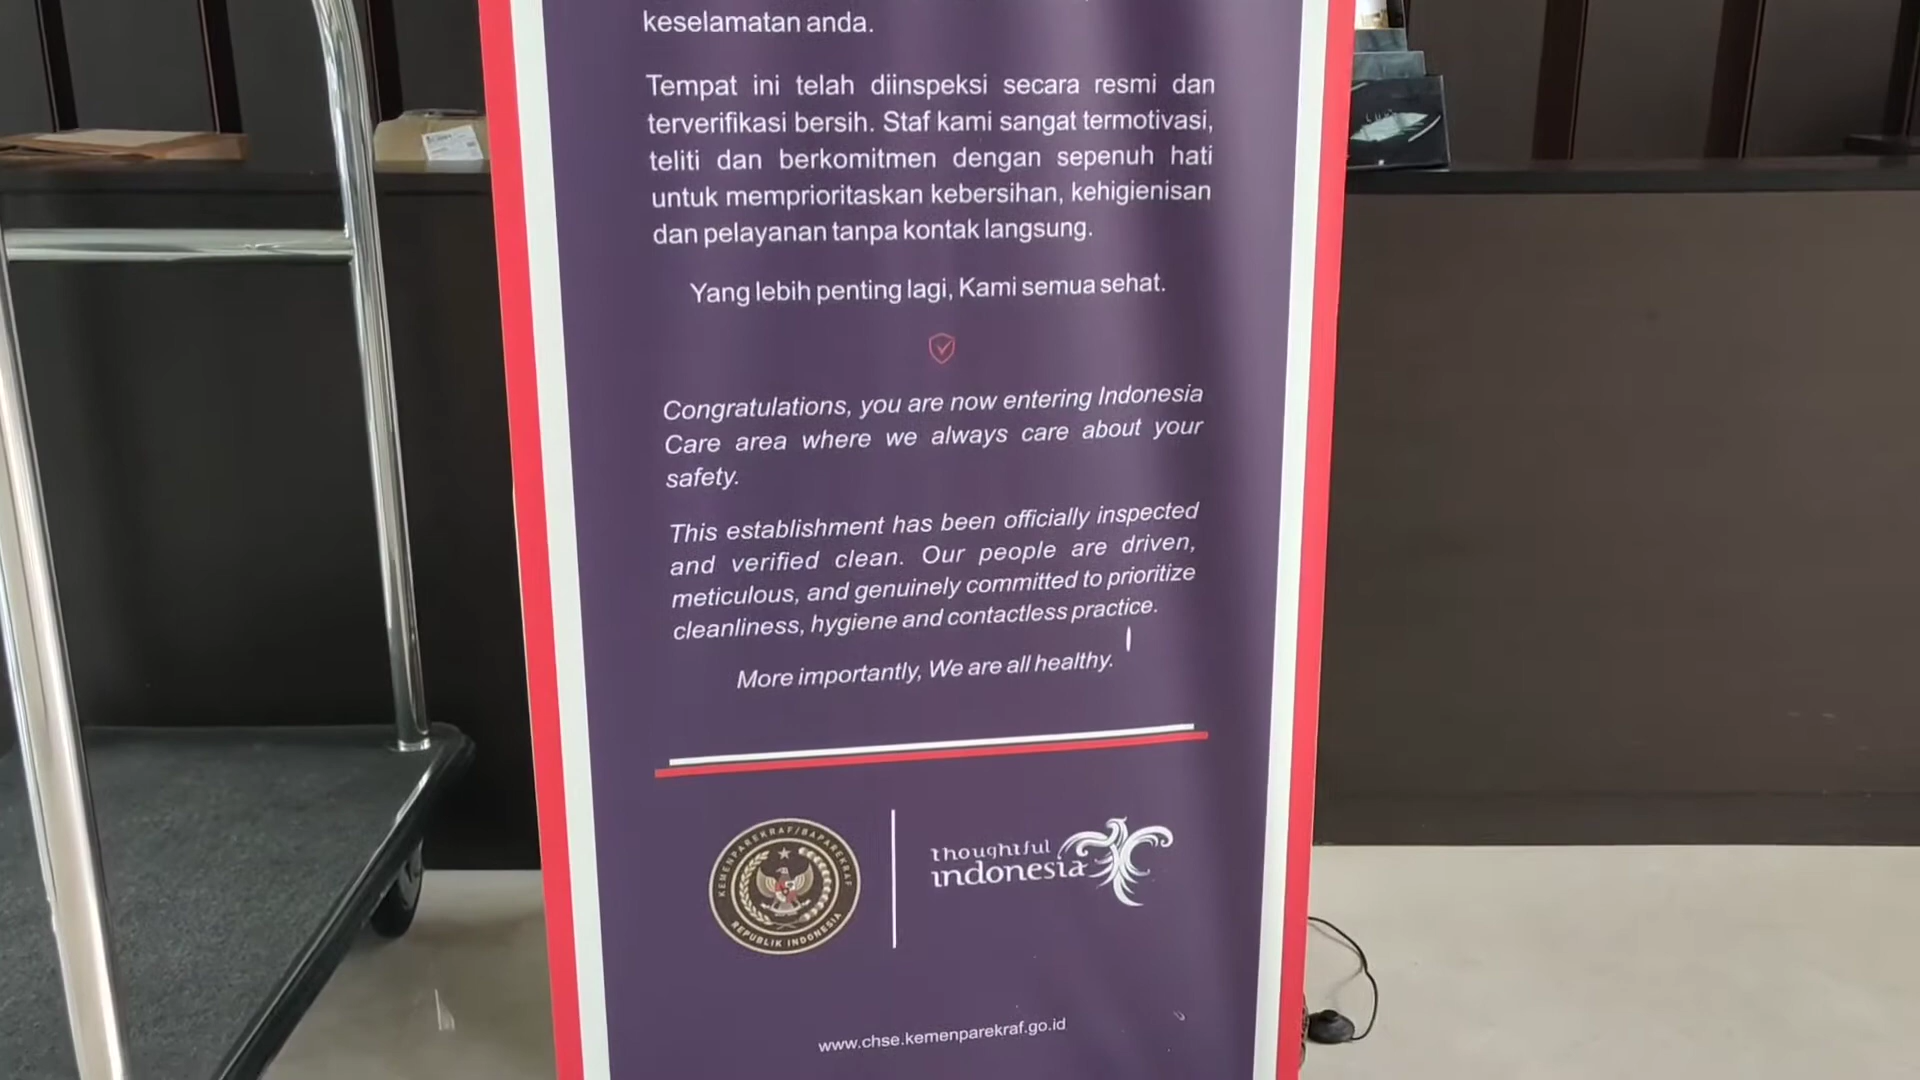 keselamatan anda.
Tempat ini telah diinspeksi secara resmi dan
terverifikasi bersih. Staf kami sangat termotivasi,
teliti dan berkomitmen dengan sepenuh hati
untuk memprioritaskan kebersihan, kehigienisan
dan pelayanan tanpa kontak langsung.
Yang lebih penting lagi, Kami semua sehat.
Congratulations, you are now entering Indonesia
Care area where we always care about your
safety.
This establishment has been officially inspected
and verified clean. Our people are driven,
meticulous, and genuinely committed to prioritize
cleanliness, hygiene and contactless practice.
More importantly, We are all healthy.
KEMENPAREKRAF/BAPAREKRAF
REPUBLIK INDONESIA
thoughtful
indonesia
www.chse.kemenparekraf.go.id